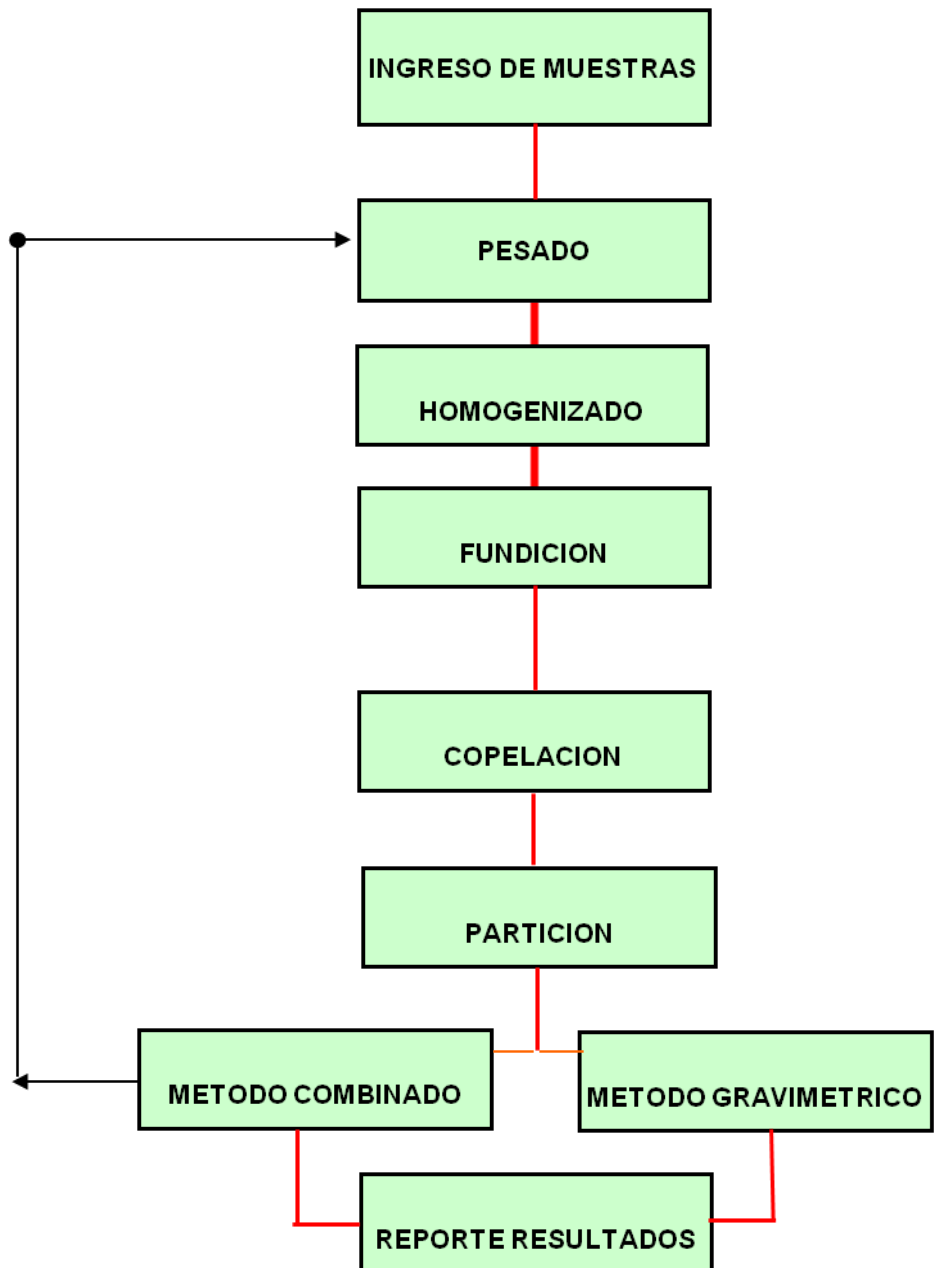 INGRESO DE MUESTRAS
PESADO
HOMOGENIZADO
FUNDICION
COPELACION
PARTICION
METODO COMBINADO
METODO GRAVIMETRICO
REPORTE RESULTADOS